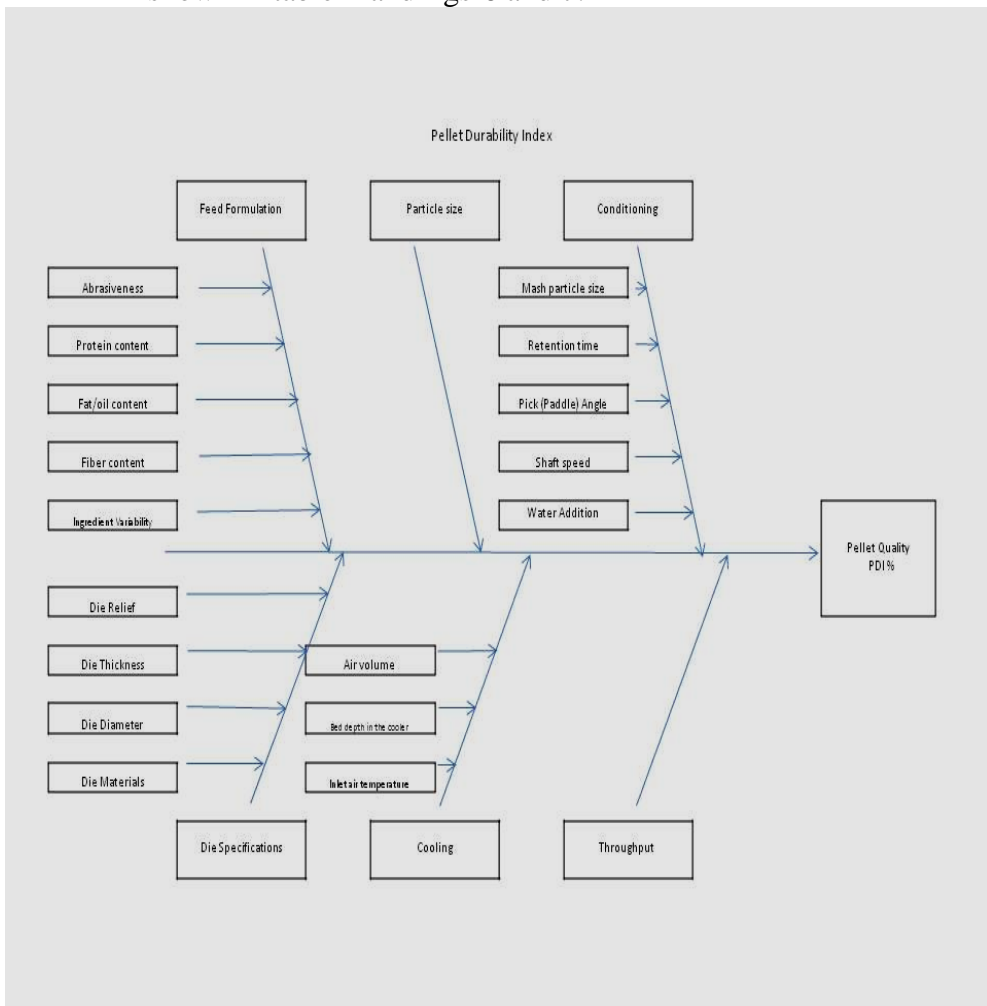 Pellet Durability Index
Feed Formulation
Particle size
Conditioning
Abrasiveness
Mash particle size
Protein content
Retention time
Fat/oil content
Pick (Paddle) Angle
Fiber content
Shaft speed
Ingredient Variability
Water Addition
Pellet Quality
PDI %
Die Relief
Die Thickness
Air volume
Die Diameter
Bed depth in the cooler
Die Materials
Inlet air temperature
Die Specifications
Cooling
Throughput